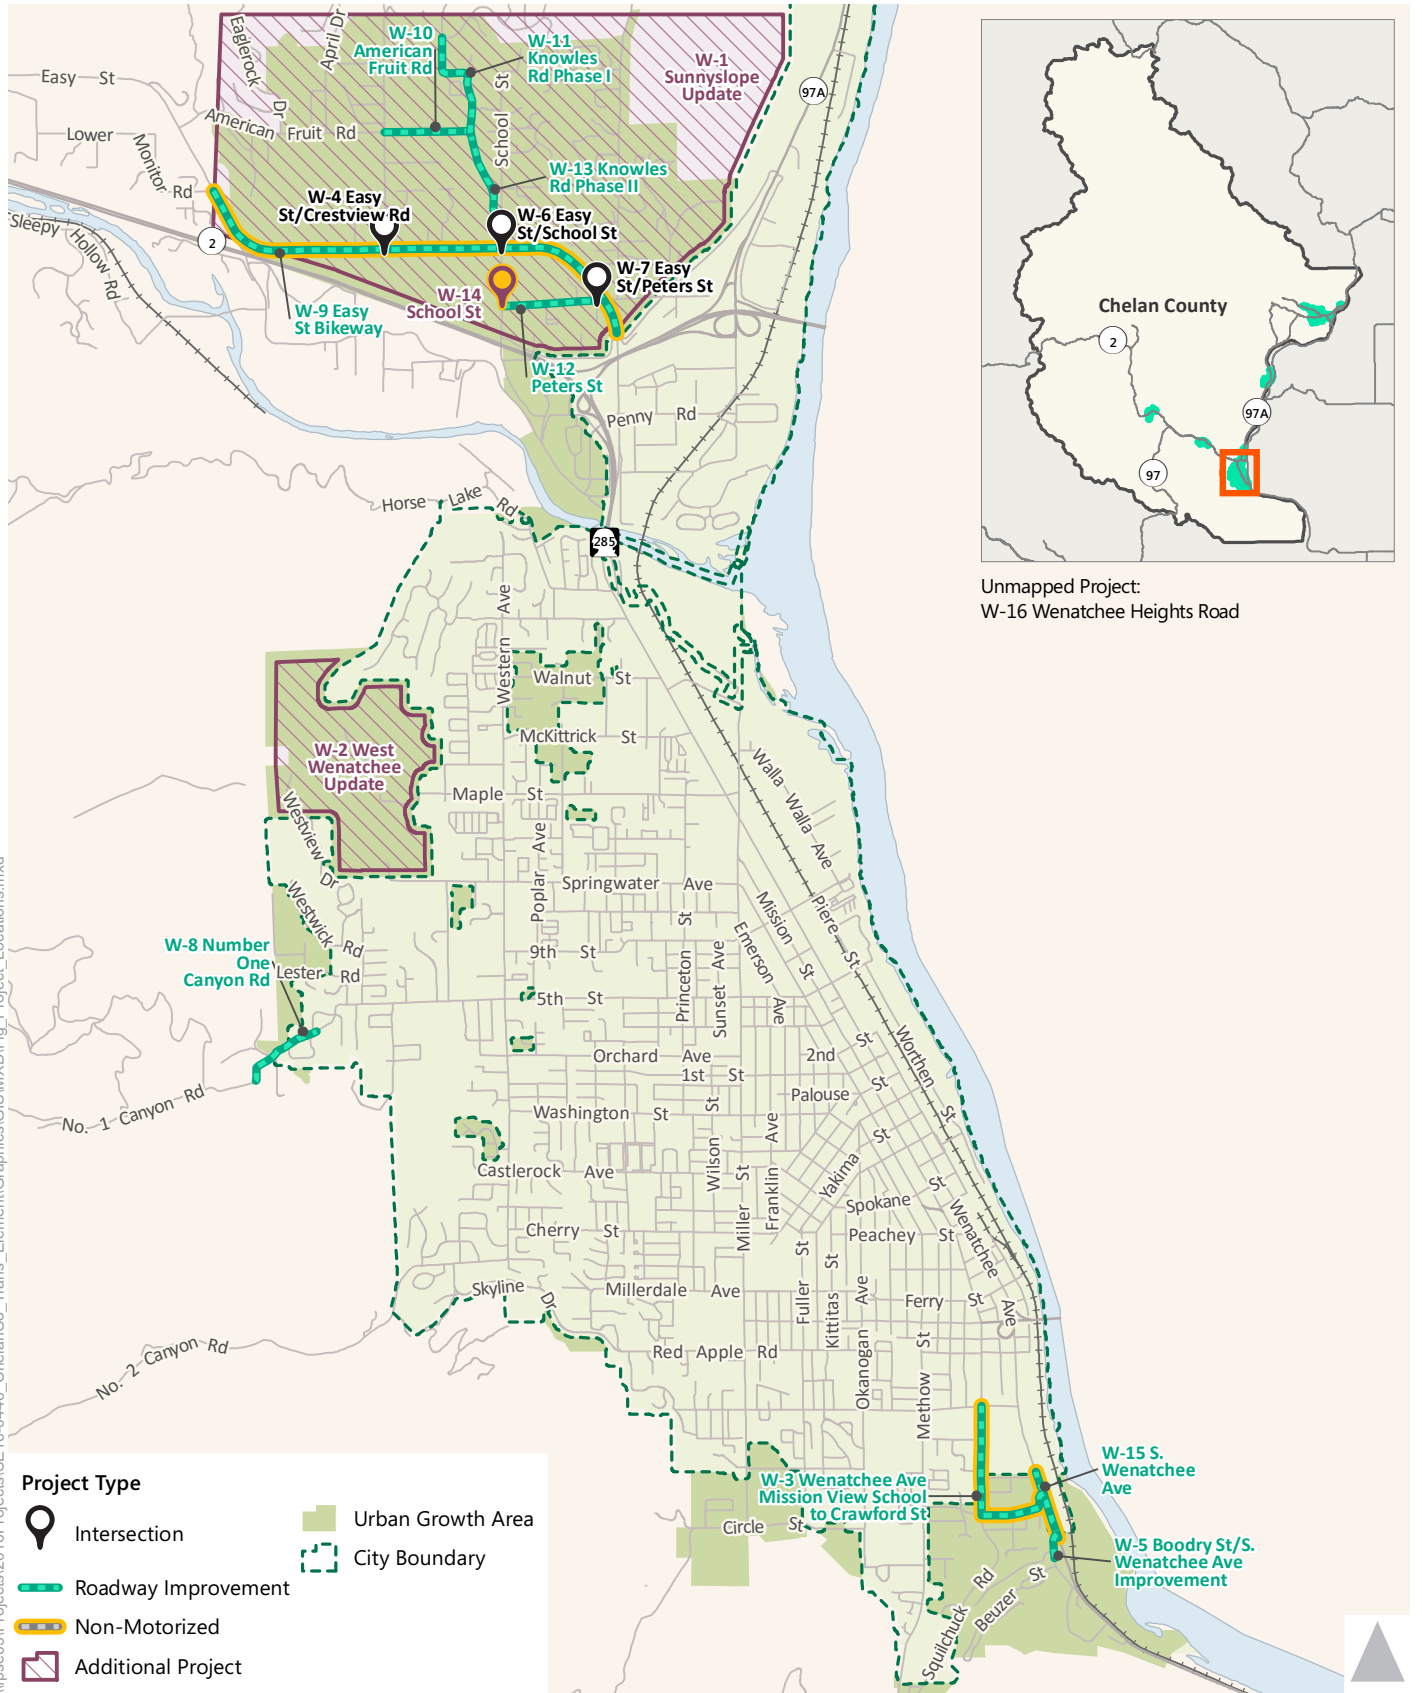 W-10
American
Fruit Rd
W-11
Knowles
Rd Phase I
W-1
Sunnyslope
Update
Eaglerock
Dr
April Dr
School St
97A
Easy St
Lower
Monitor
Rd
American Fruit Rd
W-13 Knowles
Rd Phase II
W-4 Easy
St/Crestview Rd
W-6 Easy
St/School St
2
Sleepy
Hollow Rd
W-7 Easy
St/Peters St
W-14
School St
W-9 Easy
St Bikeway
W-12
Peters St
Penny Rd
Horse Lake Rd
285
Chelan County
2
97A
97
Unmapped Project:
W-16 Wenatchee Heights Road
Western Ave
Walnut St
McKittrick St
W-2 West
Wenatchee
Update
Walla Walla Ave
Maple St
Westview
Dr
Poplar Ave
Springwater Ave
Westwick
Rd
Mission St
Piere St
Emerson
Ave
Princeton St
Sunset Ave
W-8 Number
One
Canyon Rd
9th St
Lester Rd
5th St
Orchard Ave
2nd St
Worthen St
1st St
Palouse St
No. 1 Canyon Rd
Washington St
Wilson St
Franklin Ave
Yakima St
Castlerock Ave
Miller St
Spokane St
Wenatchee
Ave
Cherry St
Peachey St
Skyline Dr
Millerdale Ave
Fuller St
Kittitas St
Okanogan Ave
Ferry St
No. 2 Canyon Rd
Red Apple Rd
Methow St
W-15 S.
Wenatchee
Ave
W-3 Wenatchee Ave
Mission View School
to Crawford St
Circle St
W-5 Boodry St/S.
Wenatchee Ave
Improvement
Squilchuck Rd
Beuzer St
Project Type
Intersection
Roadway Improvement
Non-Motorized
Additional Project
Urban Growth Area
City Boundary